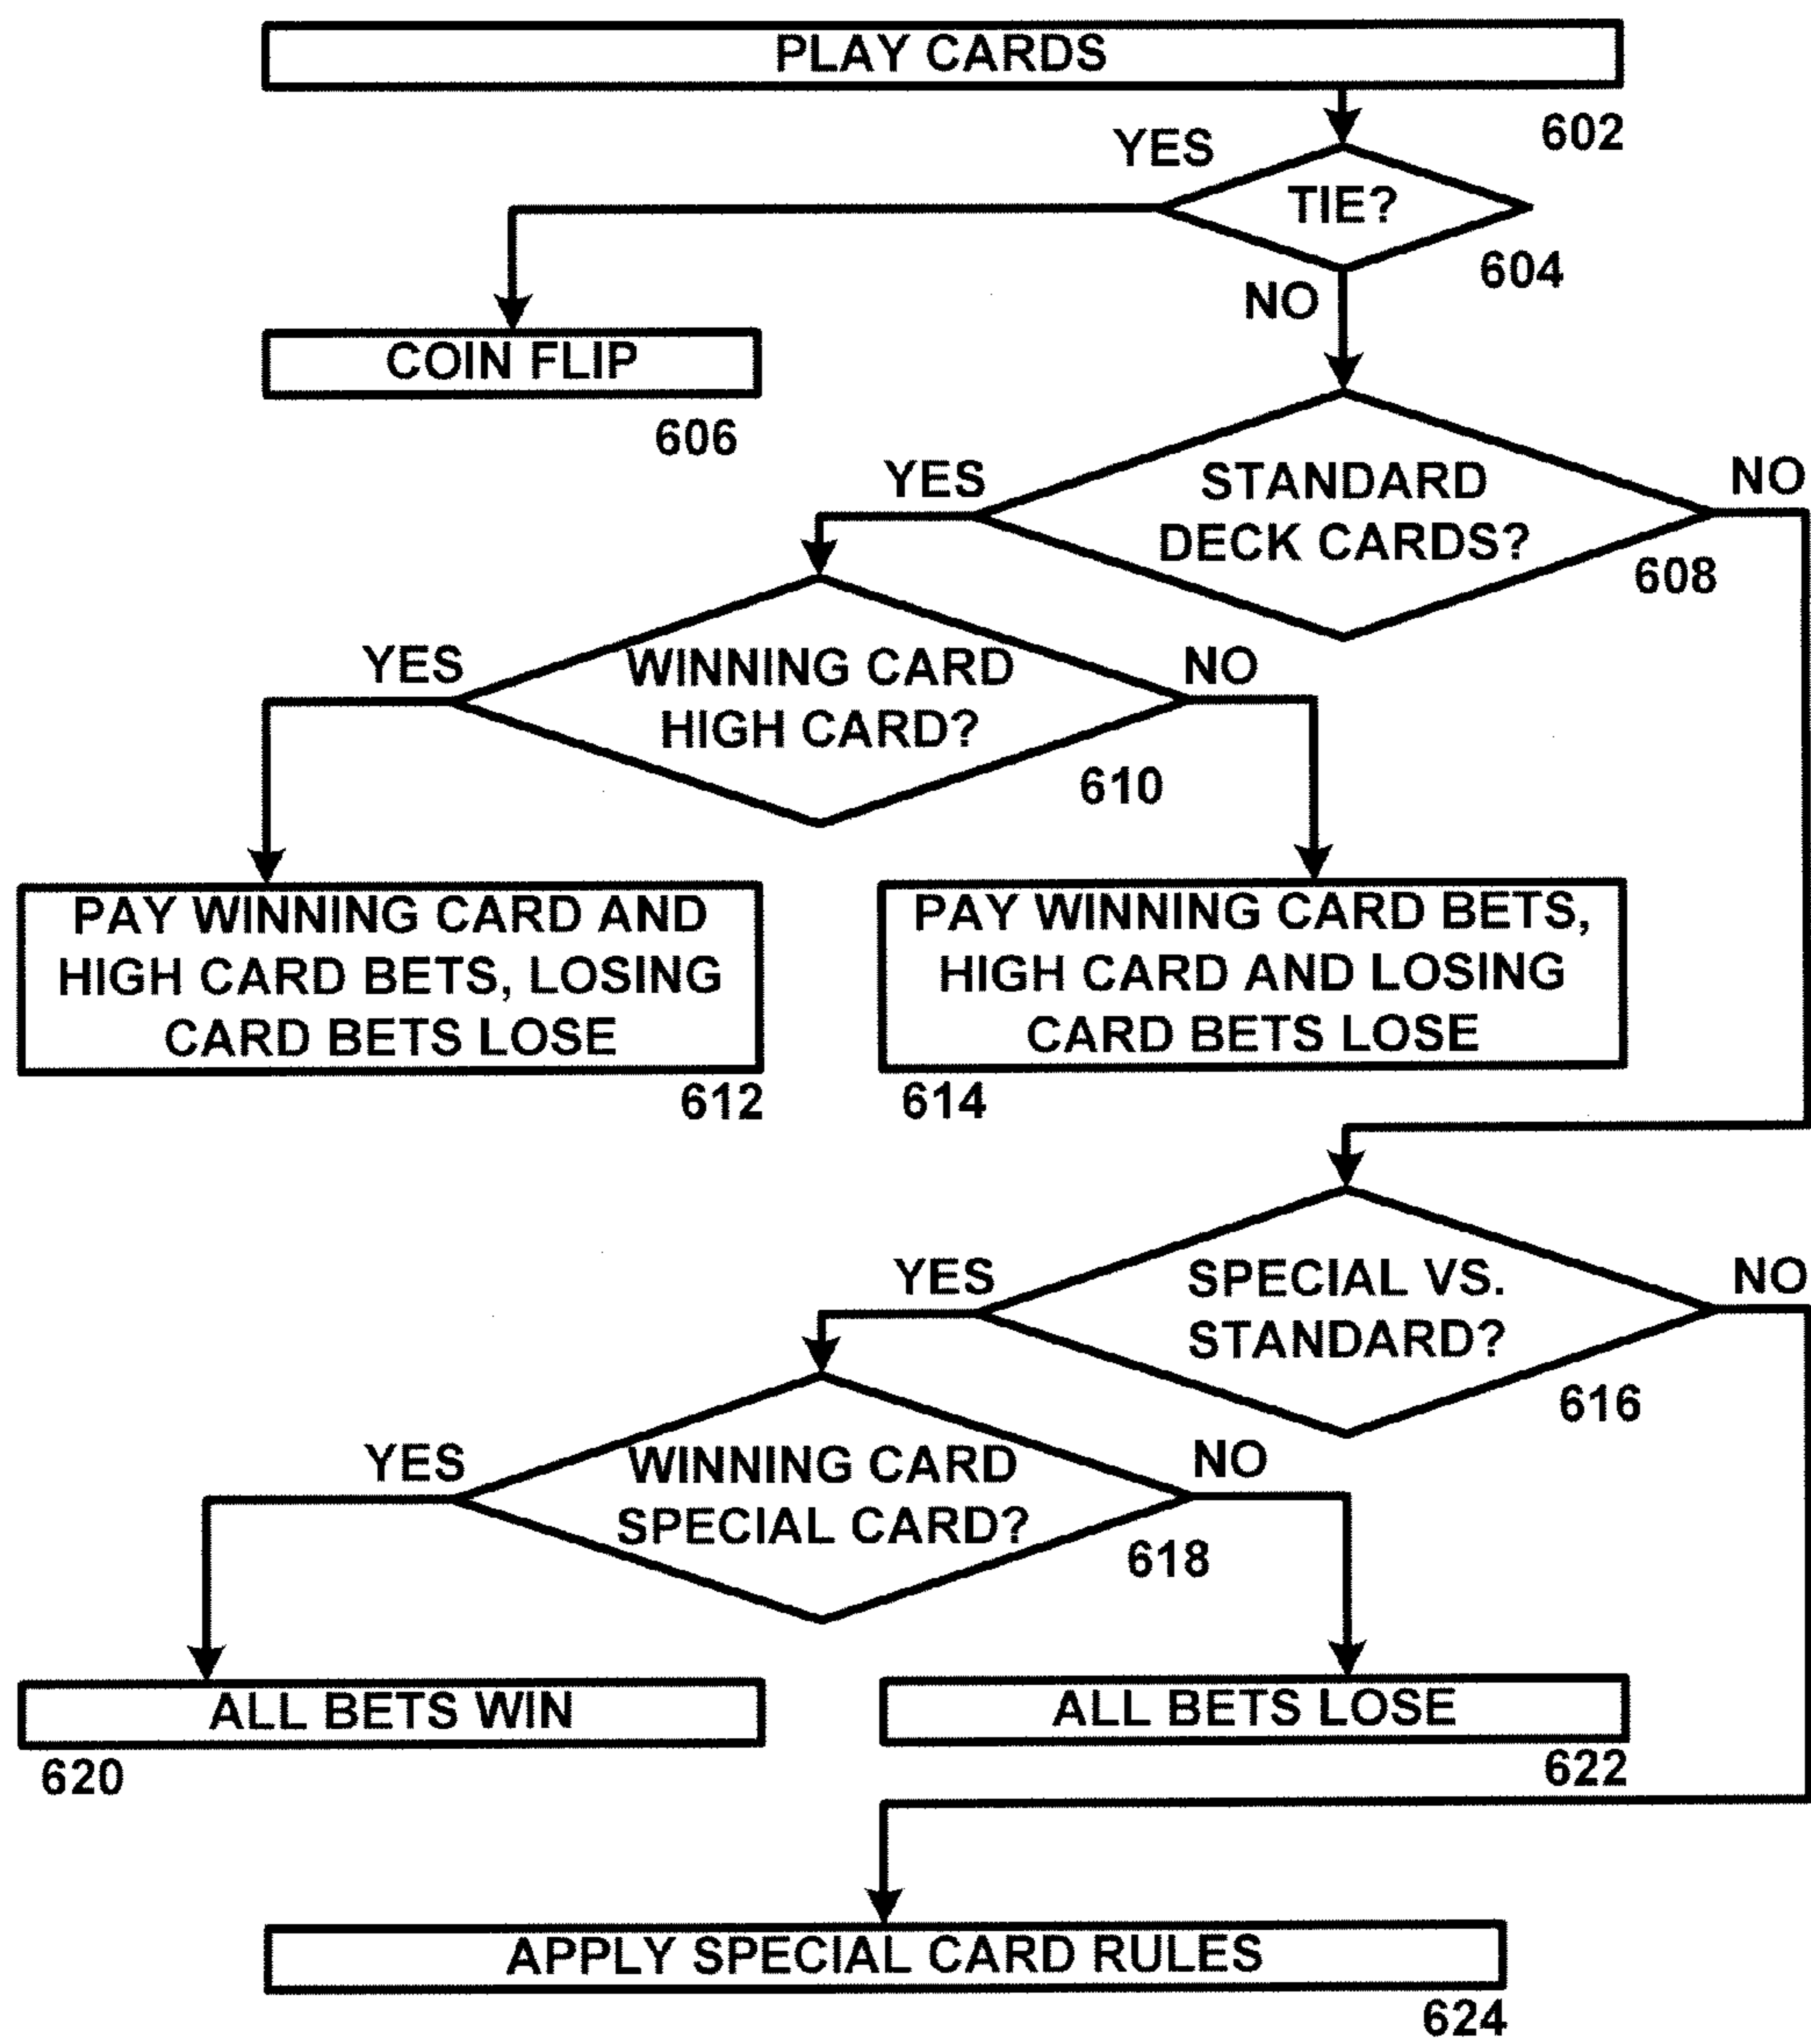 PLAY CARDS
602
YES
TIE?
604
NO
COIN FLIP
606
YES
STANDARD
DECK CARDS?
NO
608
YES
WINNING CARD
HIGH CARD?
NO
610
PAY WINNING CARD AND
HIGH CARD BETS, LOSING
CARD BETS LOSE
612
PAY WINNING CARD BETS,
HIGH CARD AND LOSING
CARD BETS LOSE
614
YES
SPECIAL VS.
STANDARD?
NO
616
YES
WINNING CARD
SPECIAL CARD?
NO
618
ALL BETS WIN
620
ALL BETS LOSE
622
APPLY SPECIAL CARD RULES
624